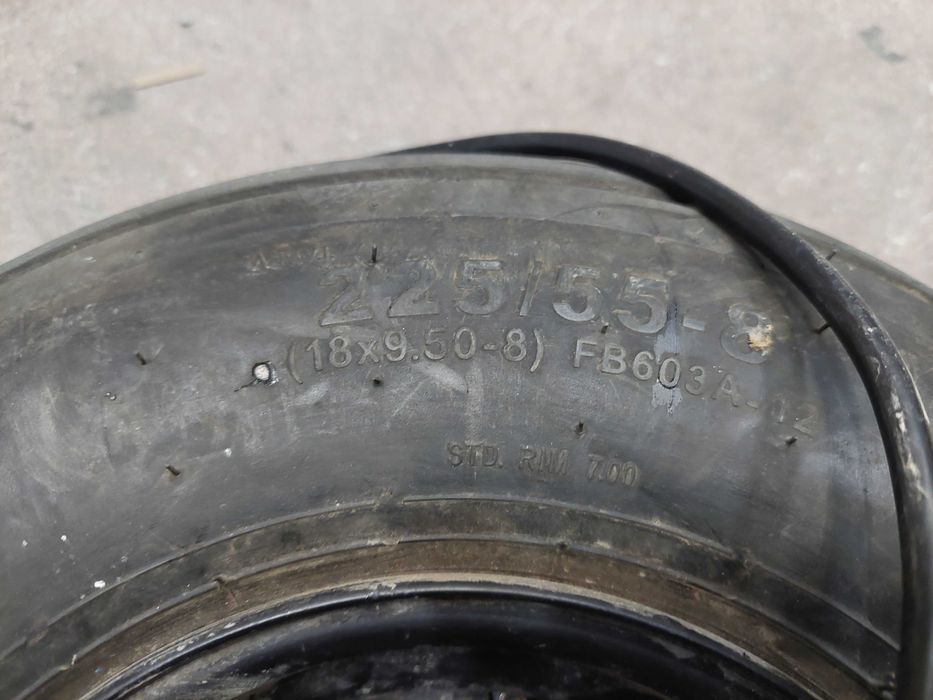 225/55-8
(18x9.50-8) FB603A-12
STD. RIM 7.00